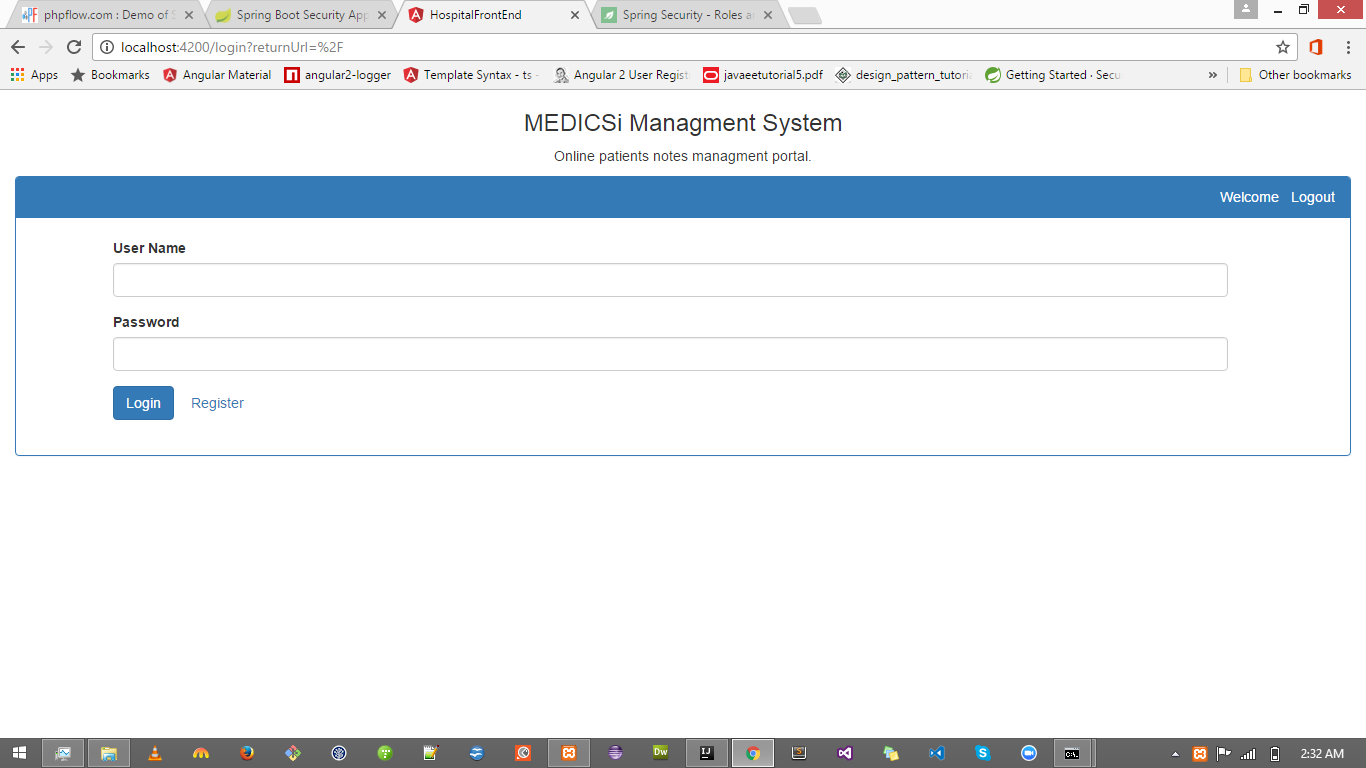 phpflow.com : Demo of S
Spring Boot Security App
HospitalFrontEnd
Spring Security - Roles a
localhost:4200/login?returnUrl=%2F
Apps
Bookmarks
Angular Material
angular2-logger
Template Syntax - ts -
Angular 2 User Regist
javaeetutorial5.pdf
design_pattern_tutoria
Getting Started · Secu
»
Other bookmarks
MEDICSi Managment System
Online patients notes managment portal.
Welcome Logout
User Name
Password
Login Register
2:32 AM